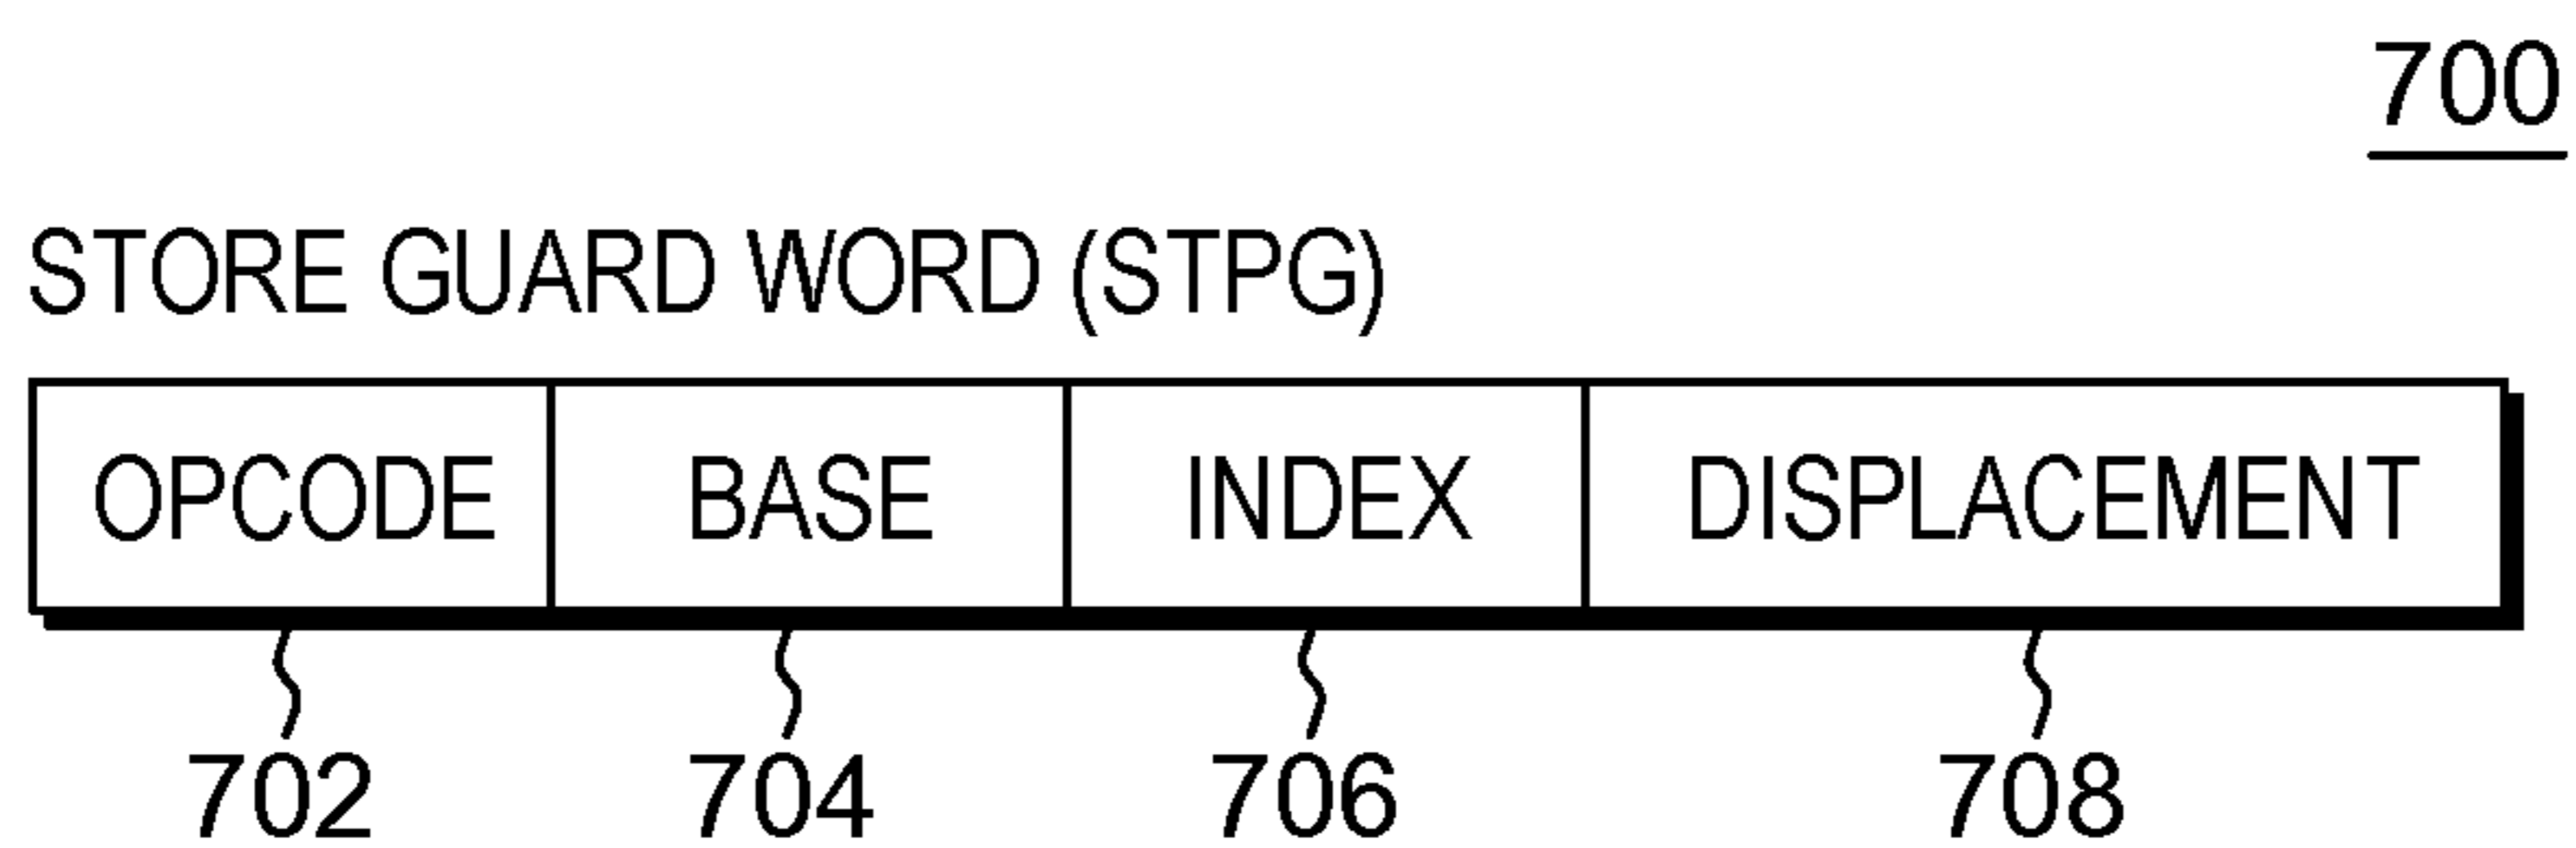 700
STORE GUARD WORD (STPG)
OPCODE BASE INDEX DISPLACEMENT
702 704 706 708